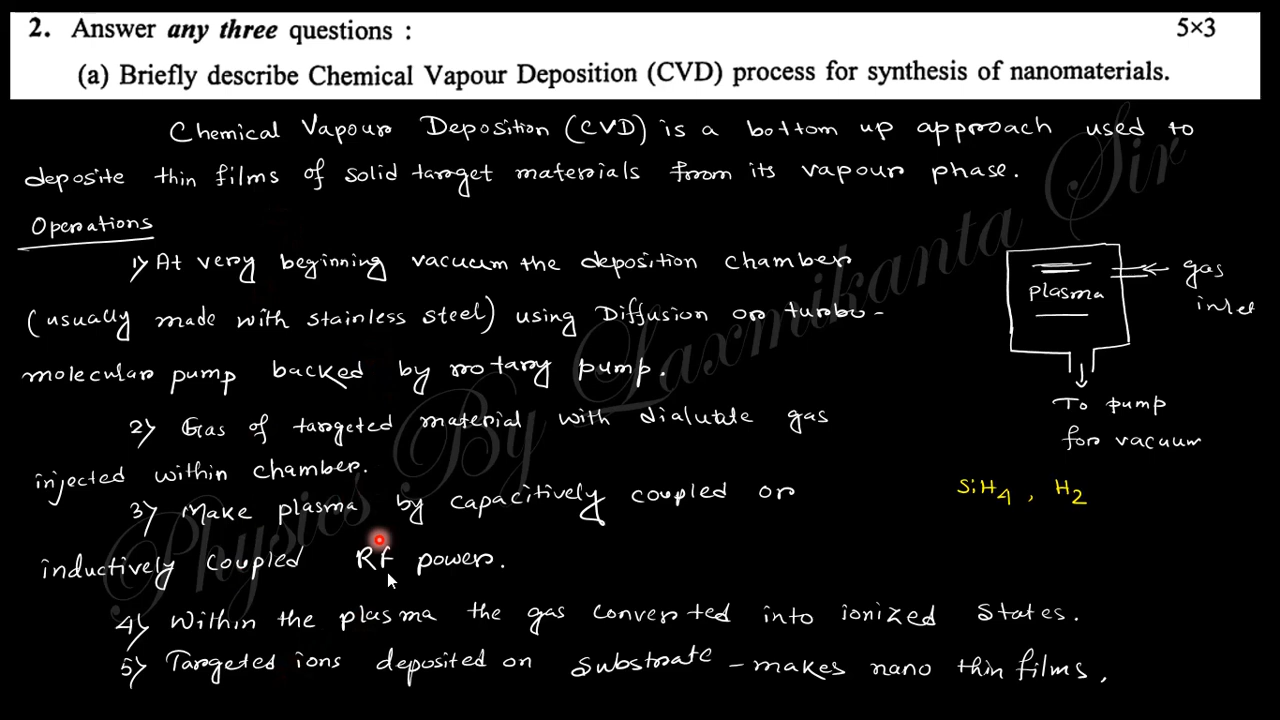 2. Answer any three questions : 5×3
(a) Briefly describe Chemical Vapour Deposition (CVD) process for synthesis of nanomaterials.
Chemical Vapour Deposition (CVD) is a bottom up approach used to
deposite thin films of solid target materials from its vapour phase.
Operations
1) At very beginning vacuum the deposition chamber
(usually made with stainless steel) using Diffusion or turbo-
molecular pump backed by rotary pump.
2) Gas of targeted material with dialutate gas
injected within chamber.
3) Make plasma by capacitively coupled or
inductively coupled Rf power.
4) Within the plasma the gas converted into ionized states.
5) Targeted ions deposited on substrate - makes nano thin films,
plasma
gas
inlet
To pump
for vacuum
SiH4 , H2
Physics By Laxmikanta Sir